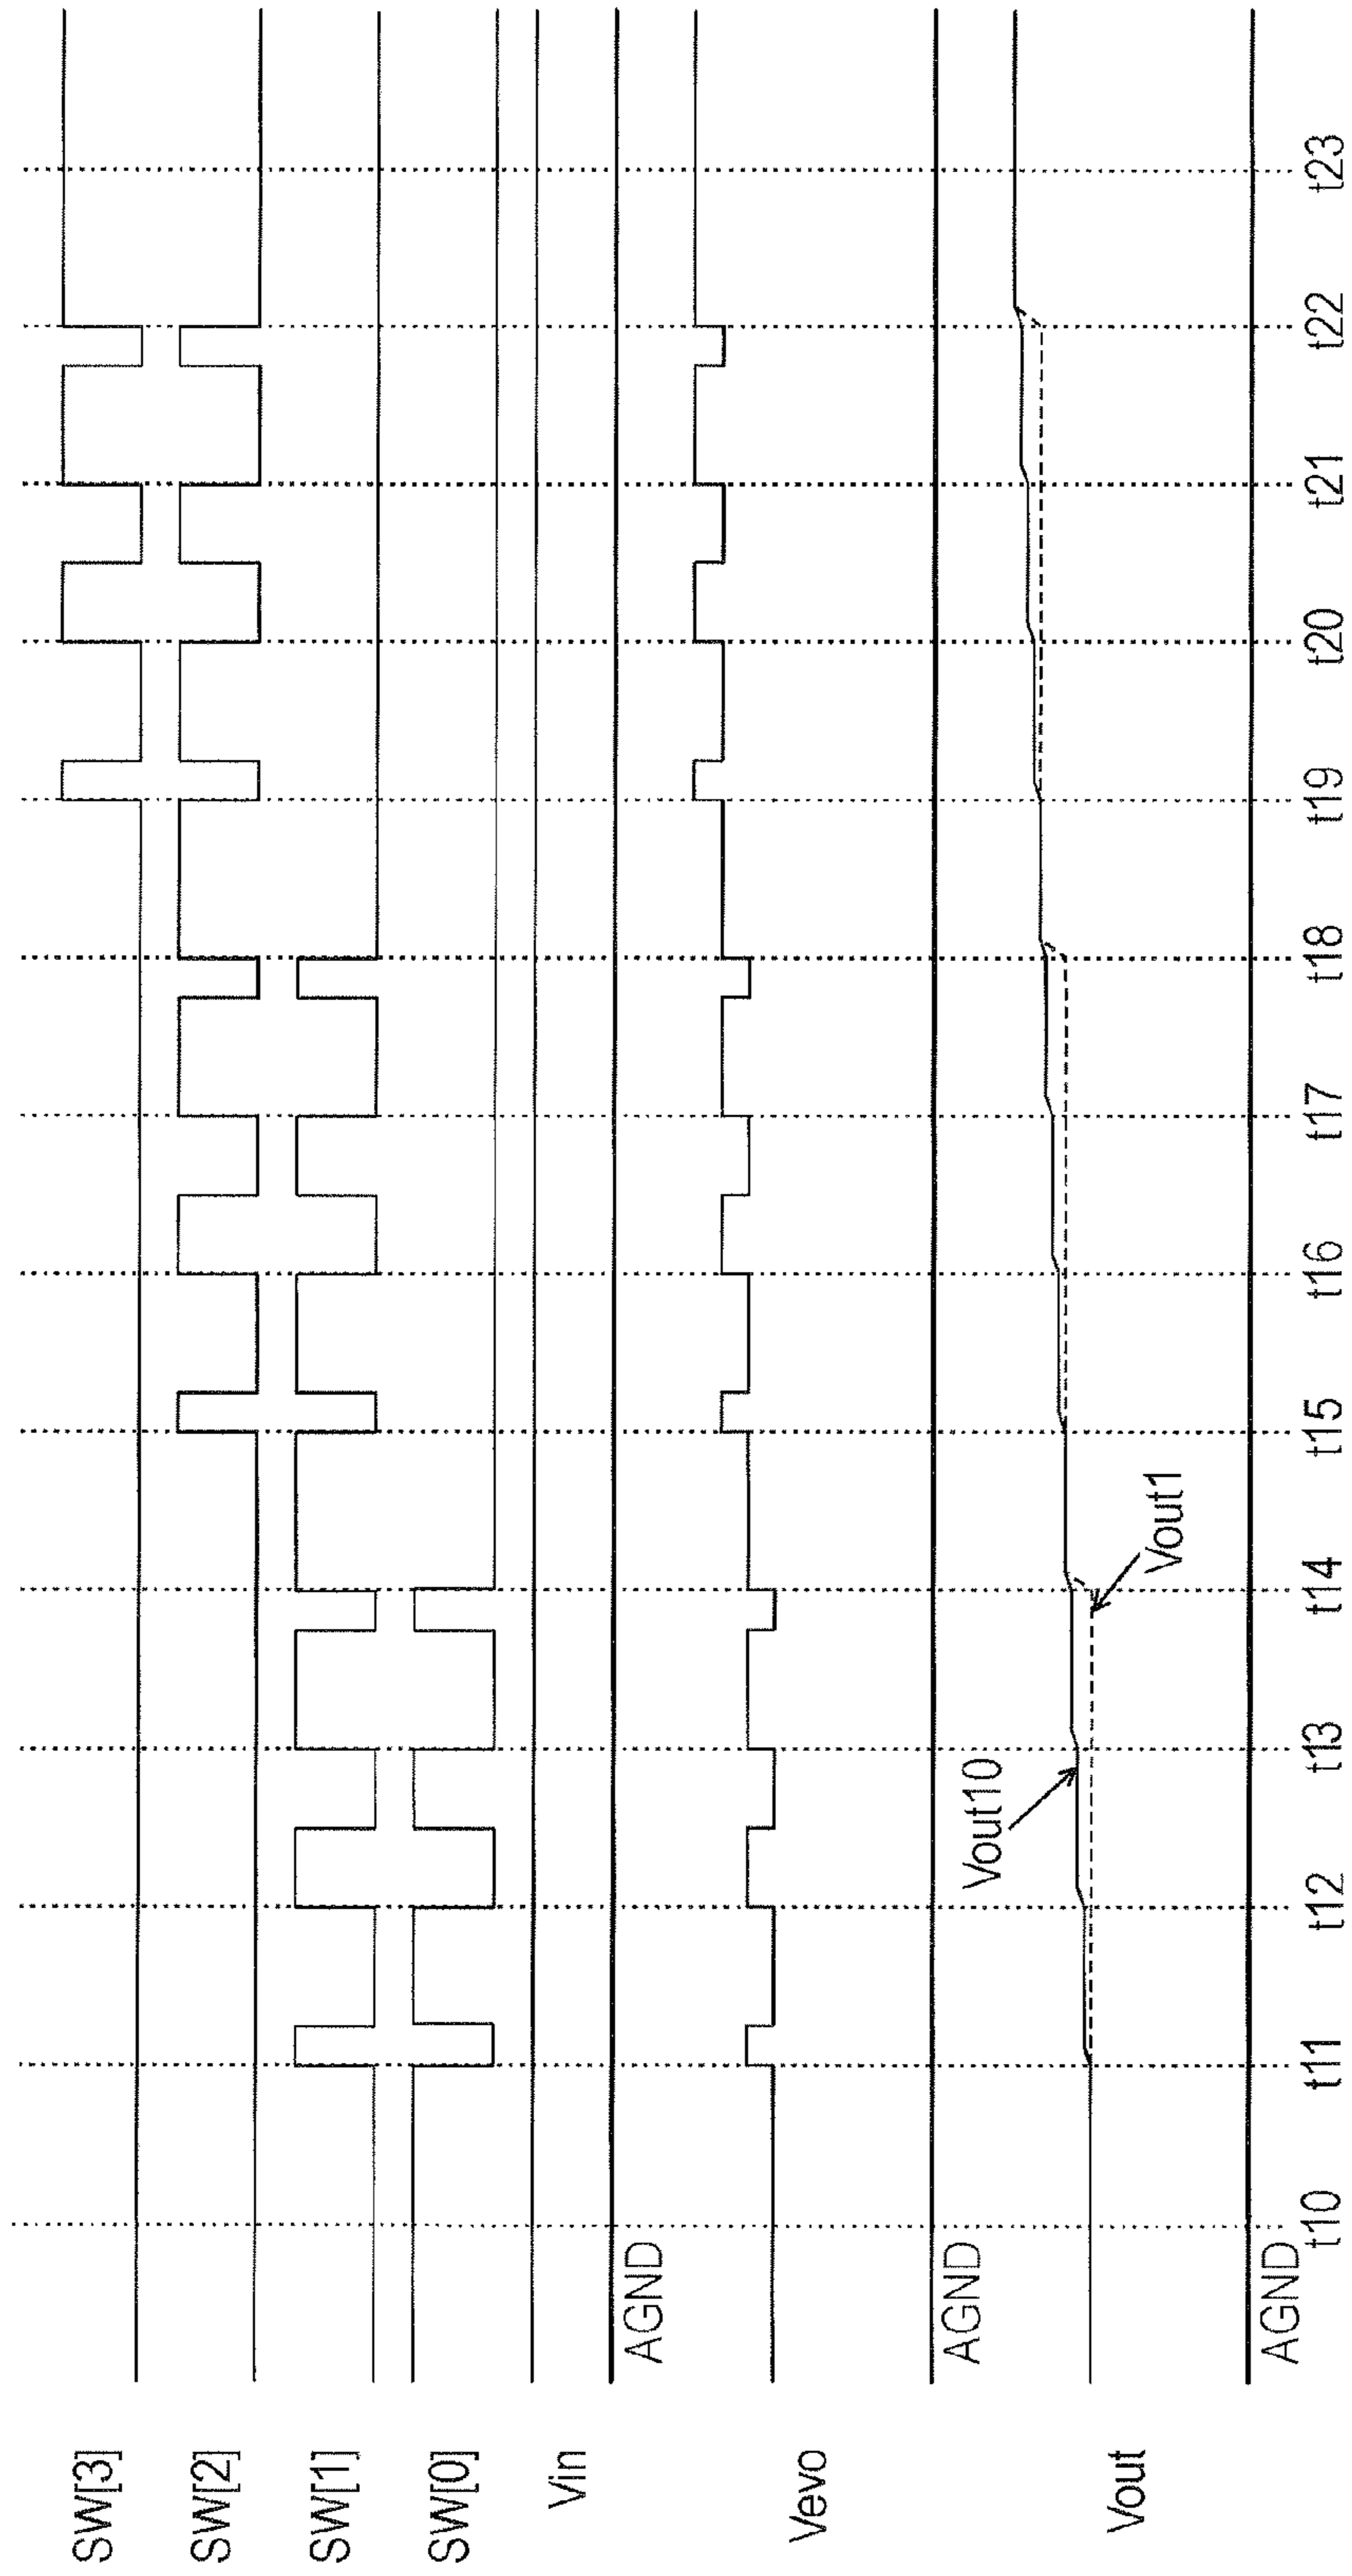 SW[3]
SW[2]
SW[1]
SW[0]
Vin
AGND
Vevo
AGND
Vout10
Vout1
Vout
AGND
t10 t11 t12 t13 t14 t15 t16 t17 t18 t19 t20 t21 t22 t23